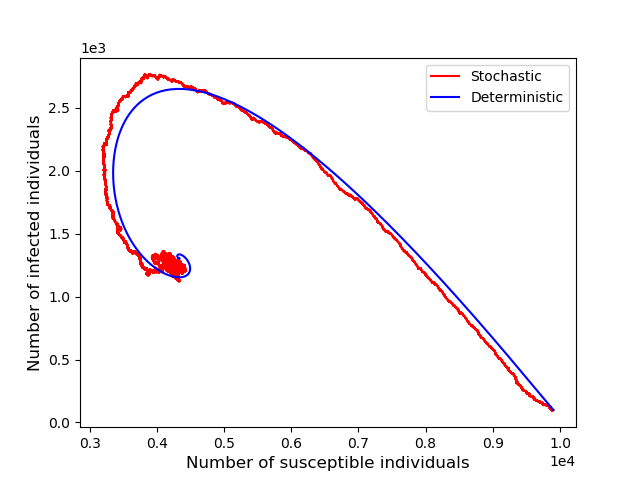 1e3
Stochastic
Deterministic
2.5
2.0
1.5
1.0
0.5
0.0
Number of infected individuals
0.3 0.4 0.5 0.6 0.7 0.8 0.9 1.0
1e4
Number of susceptible individuals